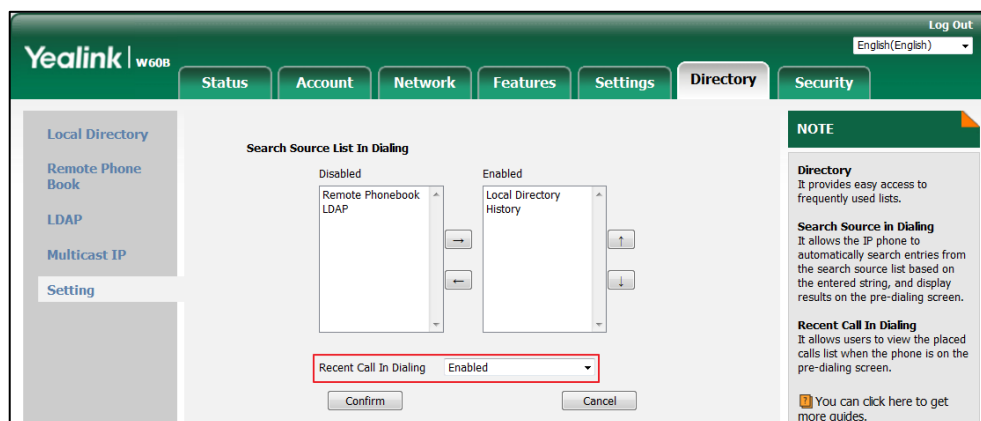 Log Out
English(English)
Yealink | W60B
Status Account Network Features Settings Directory Security
Local Directory
Remote Phone
Book
LDAP
Multicast IP
Setting
Search Source List In Dialing
Disabled Enabled
Remote Phonebook
LDAP
Local Directory
History
→
←
↑
↓
Recent Call In Dialing Enabled
Confirm Cancel
NOTE
Directory
It provides easy access to
frequently used lists.
Search Source in Dialing
It allows the IP phone to
automatically search entries from
the search source list based on
the entered string, and display
results on the pre-dialing screen.
Recent Call In Dialing
It allows users to view the placed
calls list when the phone is on the
pre-dialing screen.
You can click here to get
more guides.